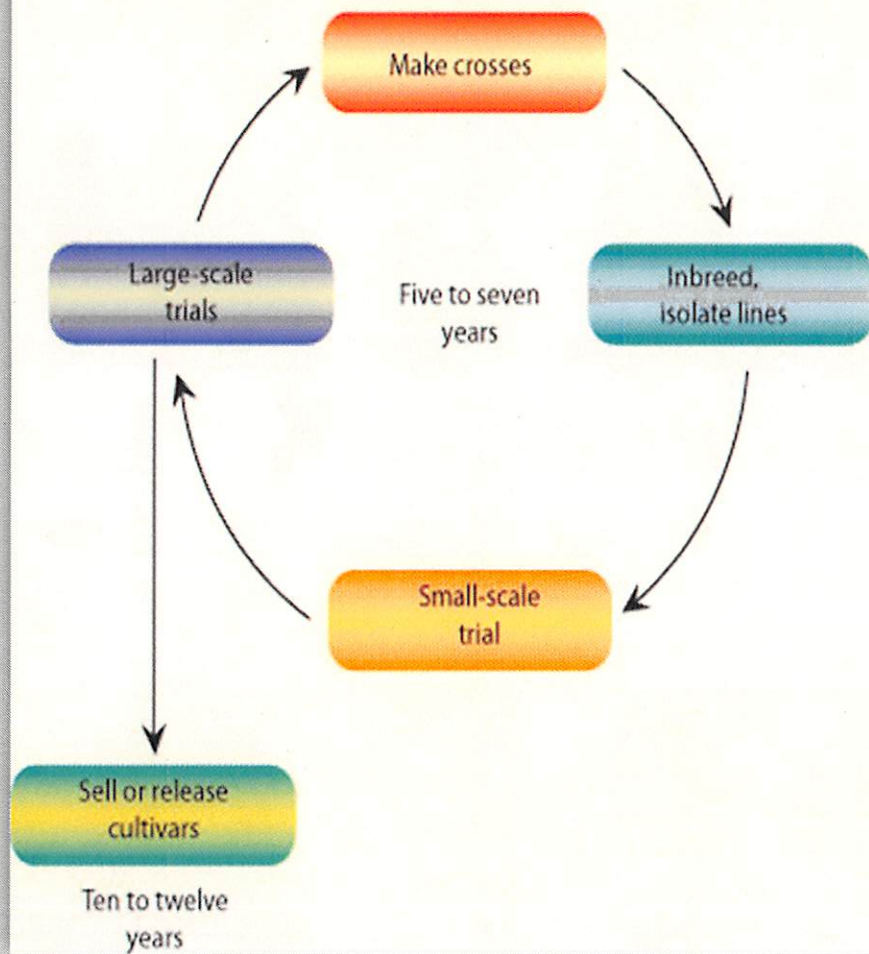 Make crosses
Large-scale
trials
Five to seven
years
Inbreed,
isolate lines
Small-scale
trial
Sell or release
cultivars
Ten to twelve
years